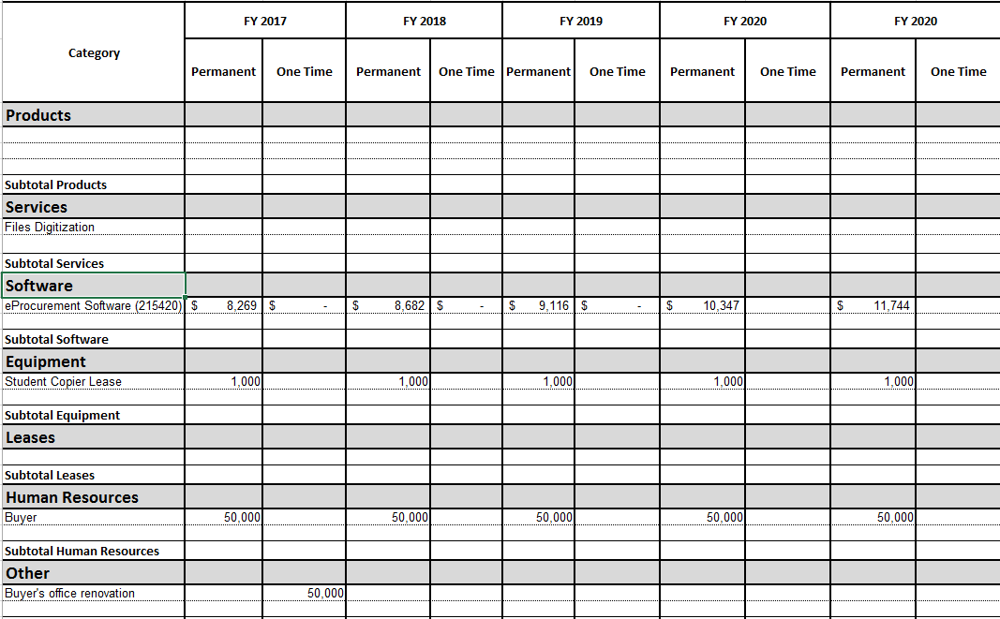 FY 2017 FY 2018 FY 2019 FY 2020 FY 2020
Category
Permanent One Time Permanent One Time Permanent One Time Permanent One Time Permanent One Time
Products
Subtotal Products
Services
Files Digitization
Subtotal Services
Software
eProcurement Software (215420) $ 8,269 $ - $ 8,682 $ - $ 9,116 $ - $ 10,347 $ 11,744
Subtotal Software
Equipment
Student Copier Lease 1,000 1,000 1,000 1,000 1,000
Subtotal Equipment
Leases
Subtotal Leases
Human Resources
Buyer 50,000 50,000 50,000 50,000 50,000
Subtotal Human Resources
Other
Buyer's office renovation 50,000